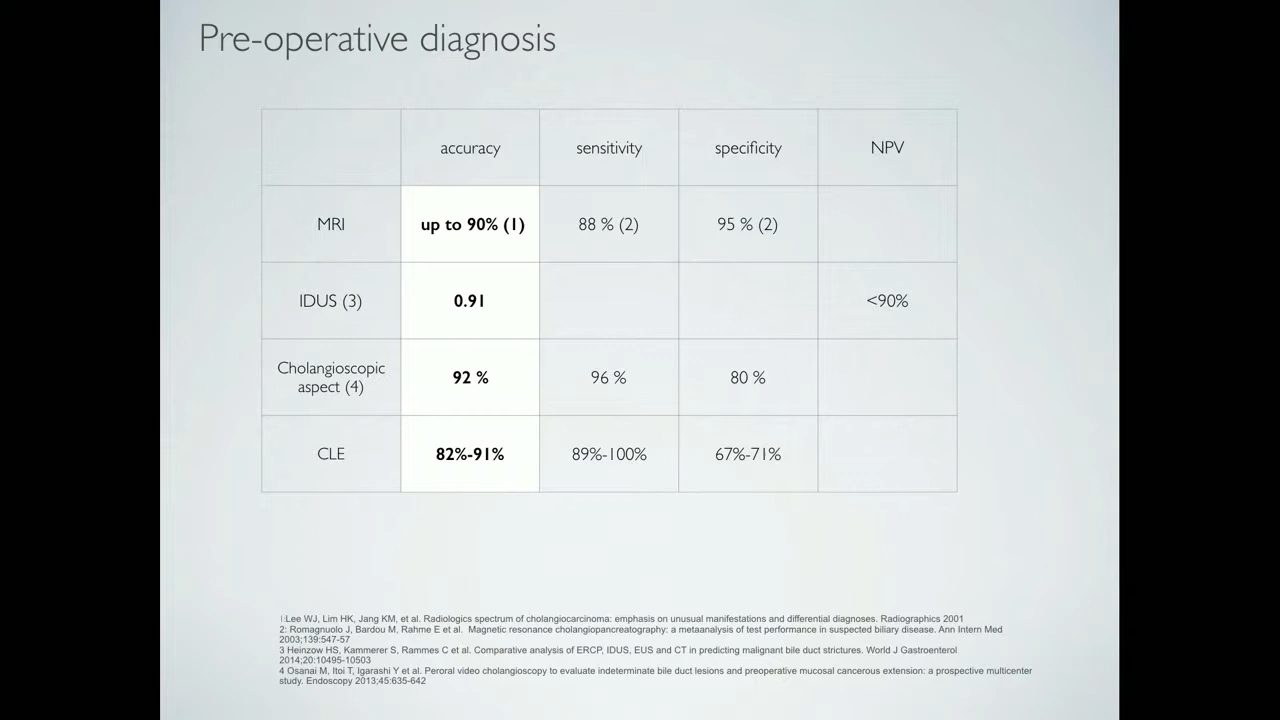 Pre-operative diagnosis
accuracy sensitivity specificity NPV
MRI up to 90% (1) 88 % (2) 95 % (2)
IDUS (3) 0.91 <90%
Cholangioscopic
aspect (4) 92 % 96 % 80 %
CLE 82%-91% 89%-100% 67%-71%
1:Lee WJ, Lim HK, Jang KM, et al. Radiologics spectrum of cholangiocarcinoma: emphasis on unusual manifestations and differential diagnoses. Radiographics 2001
2: Romagnuolo J, Bardou M, Rahme E et al. Magnetic resonance cholangiopancreatography: a metaanalysis of test performance in suspected biliary disease. Ann Intern Med
2003;139:547-57
3 Heinzow HS, Kammerer S, Rammes C et al. Comparative analysis of ERCP, IDUS, EUS and CT in predicting malignant bile duct strictures. World J Gastroenterol
2014;20:10495-10503
4 Osanai M, Itoi T, Igarashi Y et al. Peroral video cholangioscopy to evaluate indeterminate bile duct lesions and preoperative mucosal cancerous extension: a prospective multicenter
study. Endoscopy 2013;45:635-642